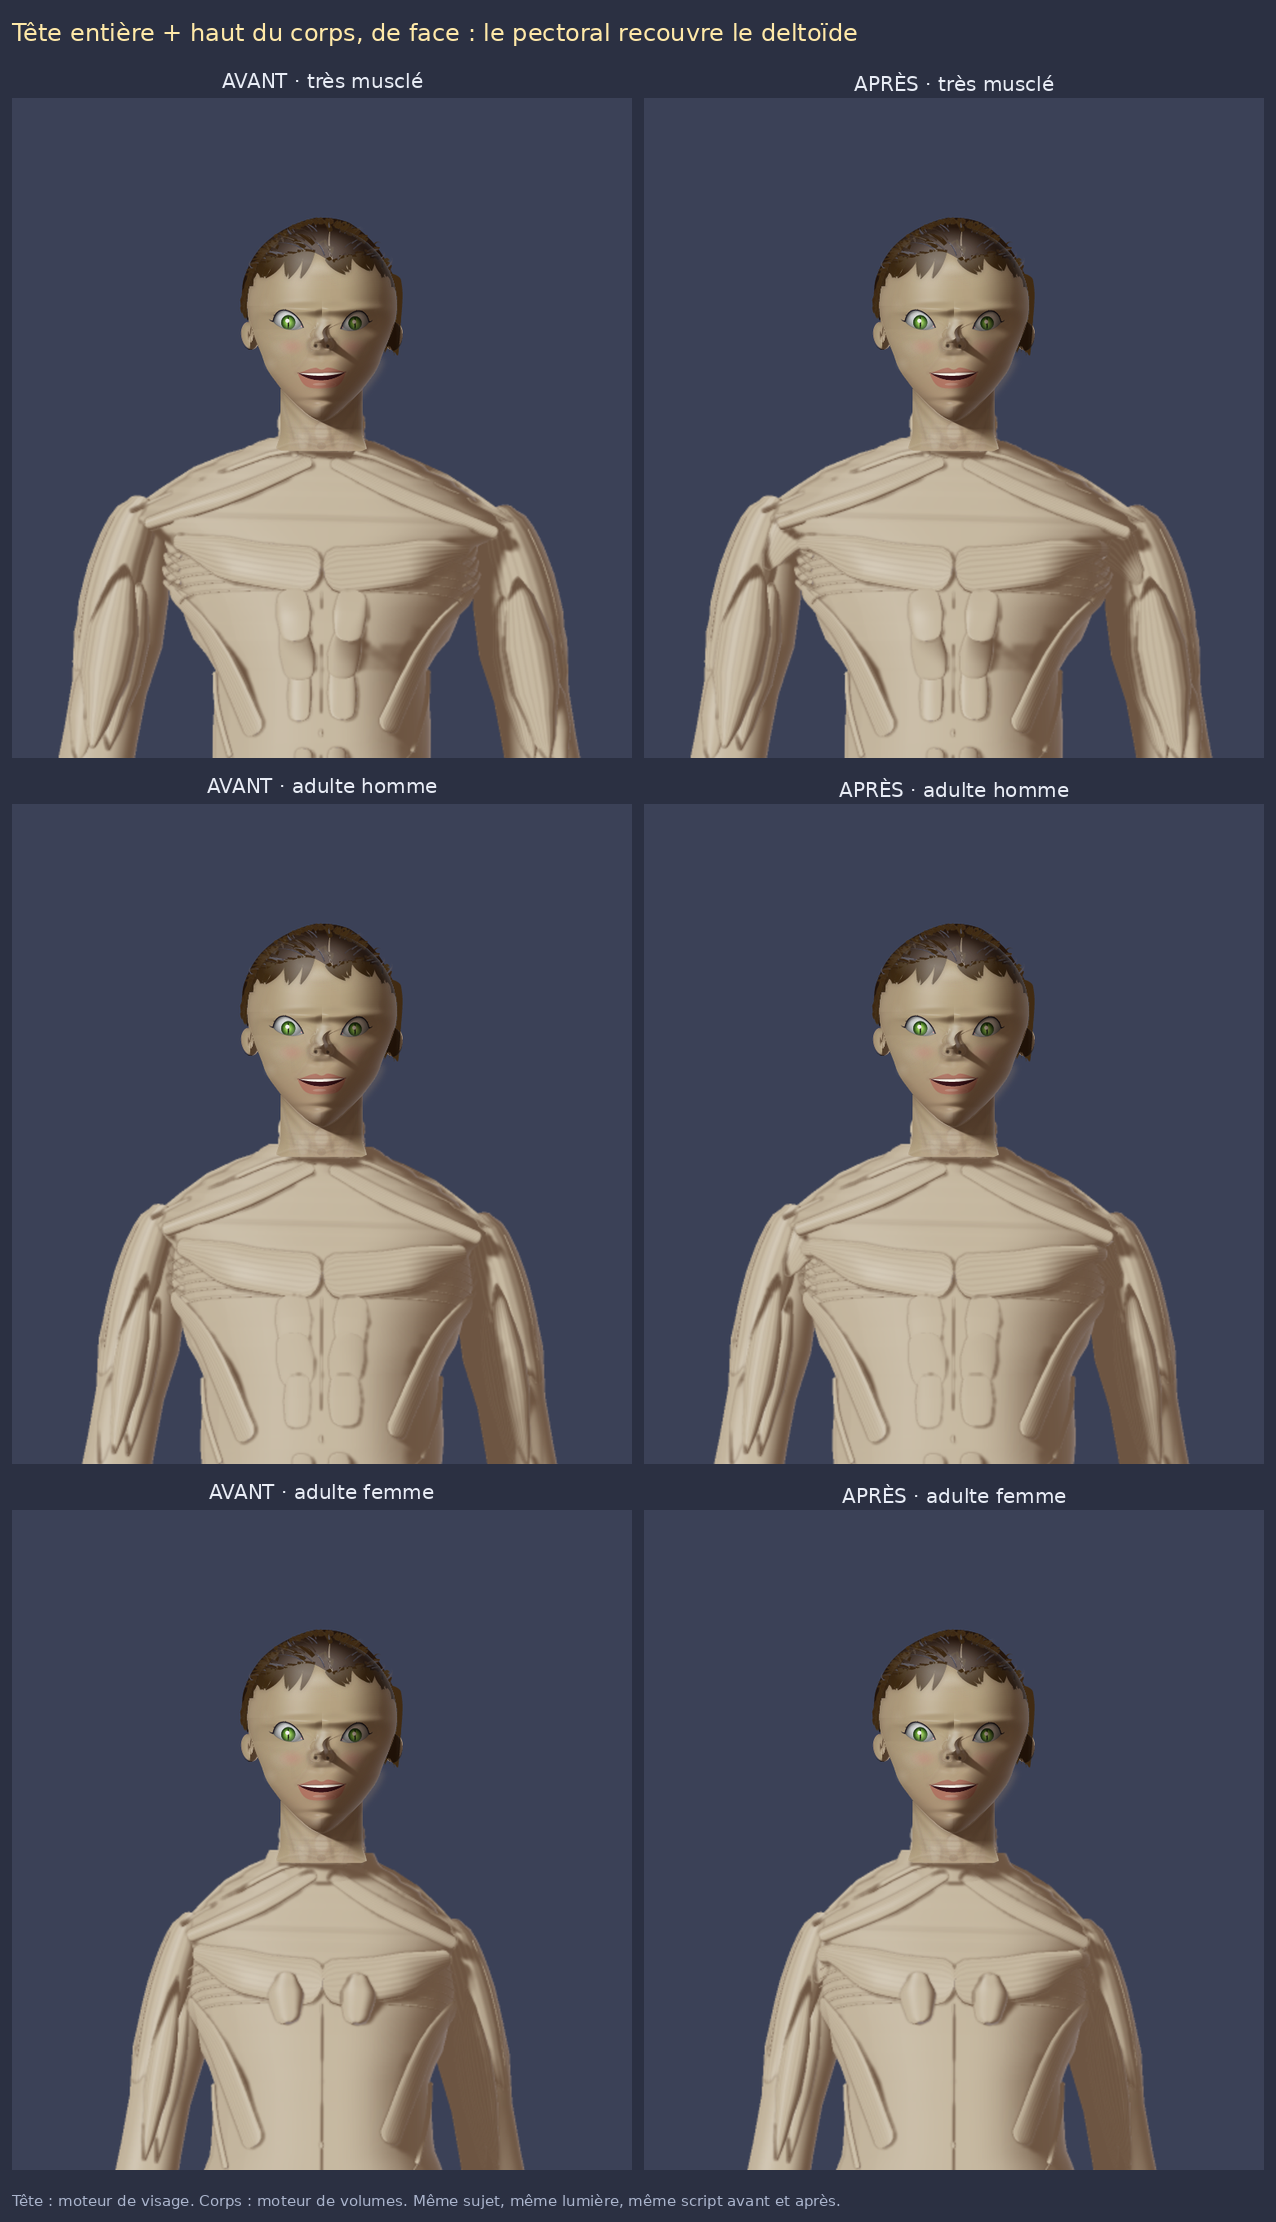 Tête entière + haut du corps, de face : le pectoral recouvre le deltoïde
AVANT · très musclé
APRÈS · très musclé
AVANT · adulte homme
APRÈS · adulte homme
AVANT · adulte femme
APRÈS · adulte femme
Tête : moteur de visage. Corps : moteur de volumes. Même sujet, même lumière, même script avant et après.